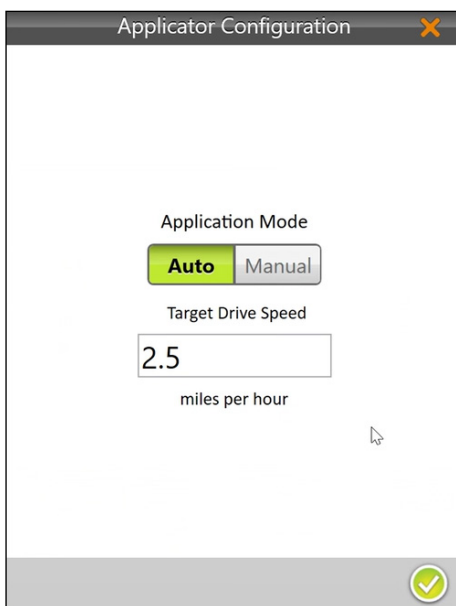 Applicator Configuration
Application Mode
Auto Manual
Target Drive Speed
2.5
miles per hour